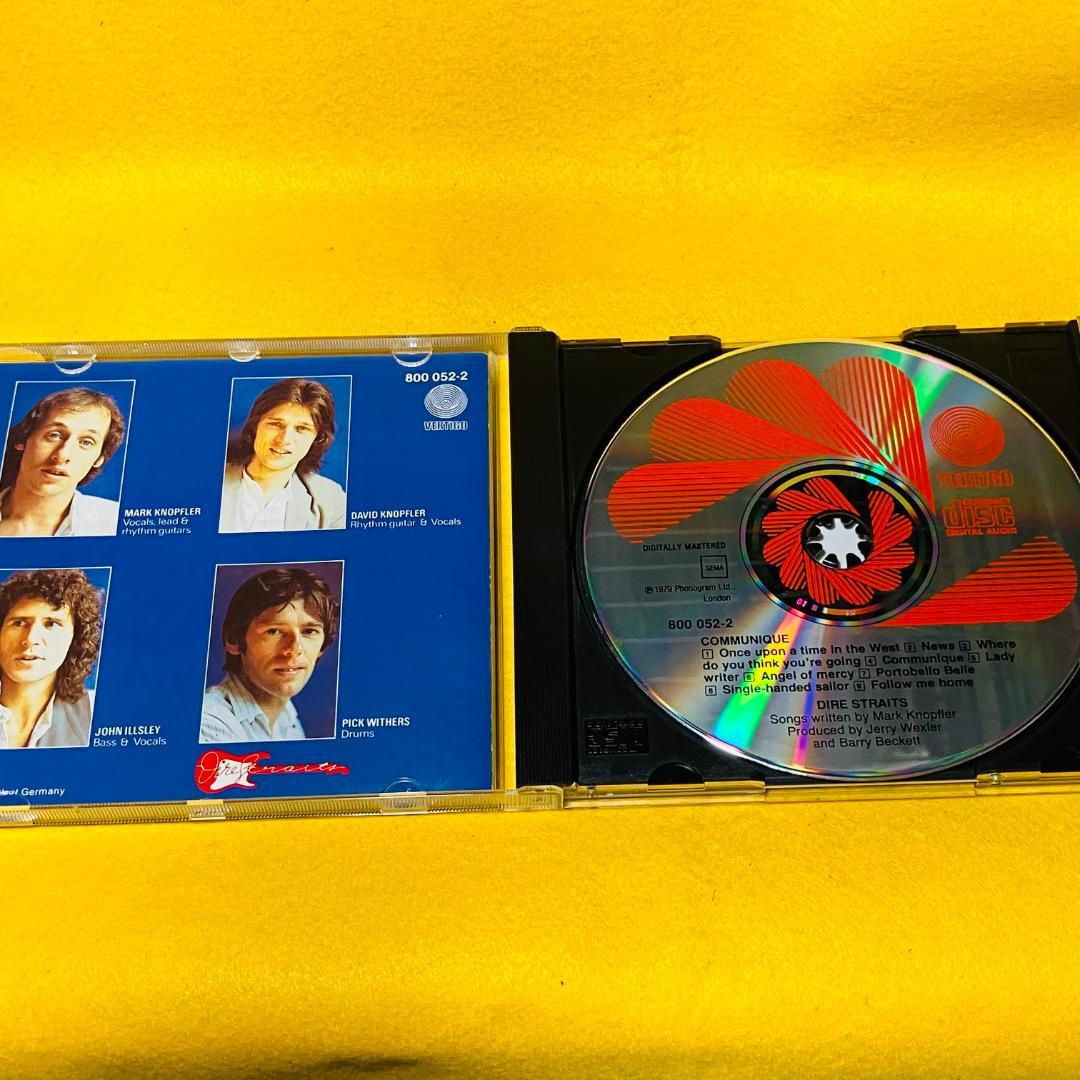 800 052-2
VERTIGO
MARK KNOPFLER
Vocals, lead &
rhythm guitars
DAVID KNOPFLER
Rhythm guitar & Vocals
JOHN ILLSLEY
Bass & Vocals
PICK WITHERS
Drums
Dire Straits
Germany
VERTIGO
COMPACT
disc
DIGITAL AUDIO
DIGITALLY MASTERED
GEMA
℗ 1979 Phonogram Ltd.,
London
800 052-2
COMMUNIQUE
1 Once upon a time in the West 2 News 3 Where
do you think you're going 4 Communique 5 Lady
writer 6 Angel of mercy 7 Portobello Belle
8 Single-handed sailor 9 Follow me home
DIRE STRAITS
Songs written by Mark Knopfler
Produced by Jerry Wexler
and Barry Beckett